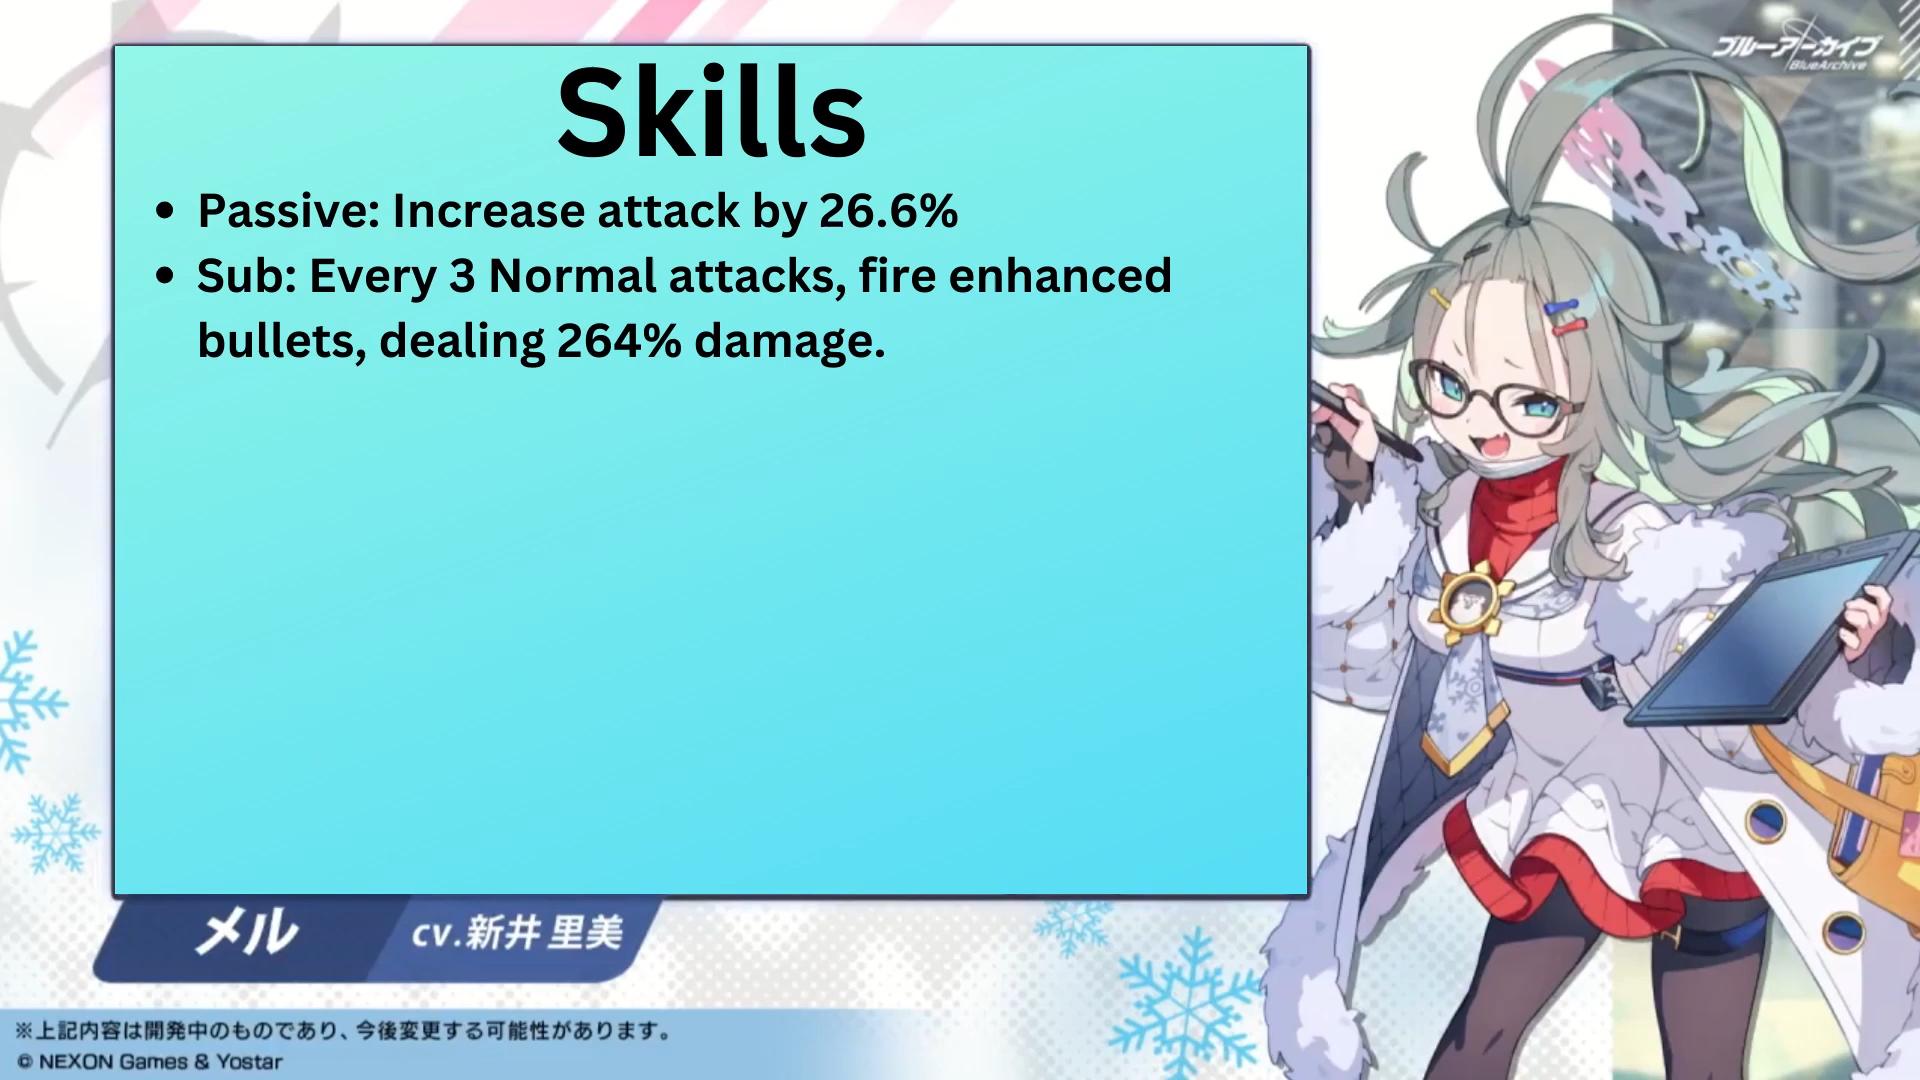 ブルーアーカイブ
BlueArchive
Skills
• Passive: Increase attack by 26.6%
• Sub: Every 3 Normal attacks, fire enhanced
bullets, dealing 264% damage.
メル
cv.新井 里美
※上記内容は開発中のものであり、今後変更する可能性があります。
© NEXON Games & Yostar